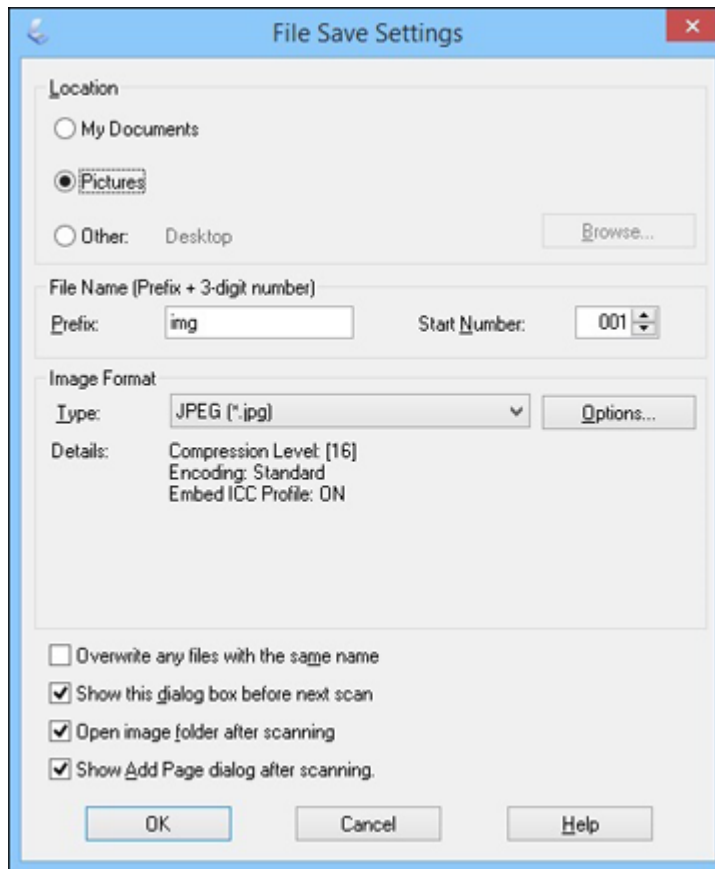 File Save Settings
Location
My Documents
Pictures
Other: Desktop Browse...
File Name (Prefix + 3-digit number)
Prefix: img Start Number: 001
Image Format
Type: JPEG (*.jpg) Options...
Details: Compression Level: [16]
Encoding: Standard
Embed ICC Profile: ON
Overwrite any files with the same name
Show this dialog box before next scan
Open image folder after scanning
Show Add Page dialog after scanning.
OK Cancel Help